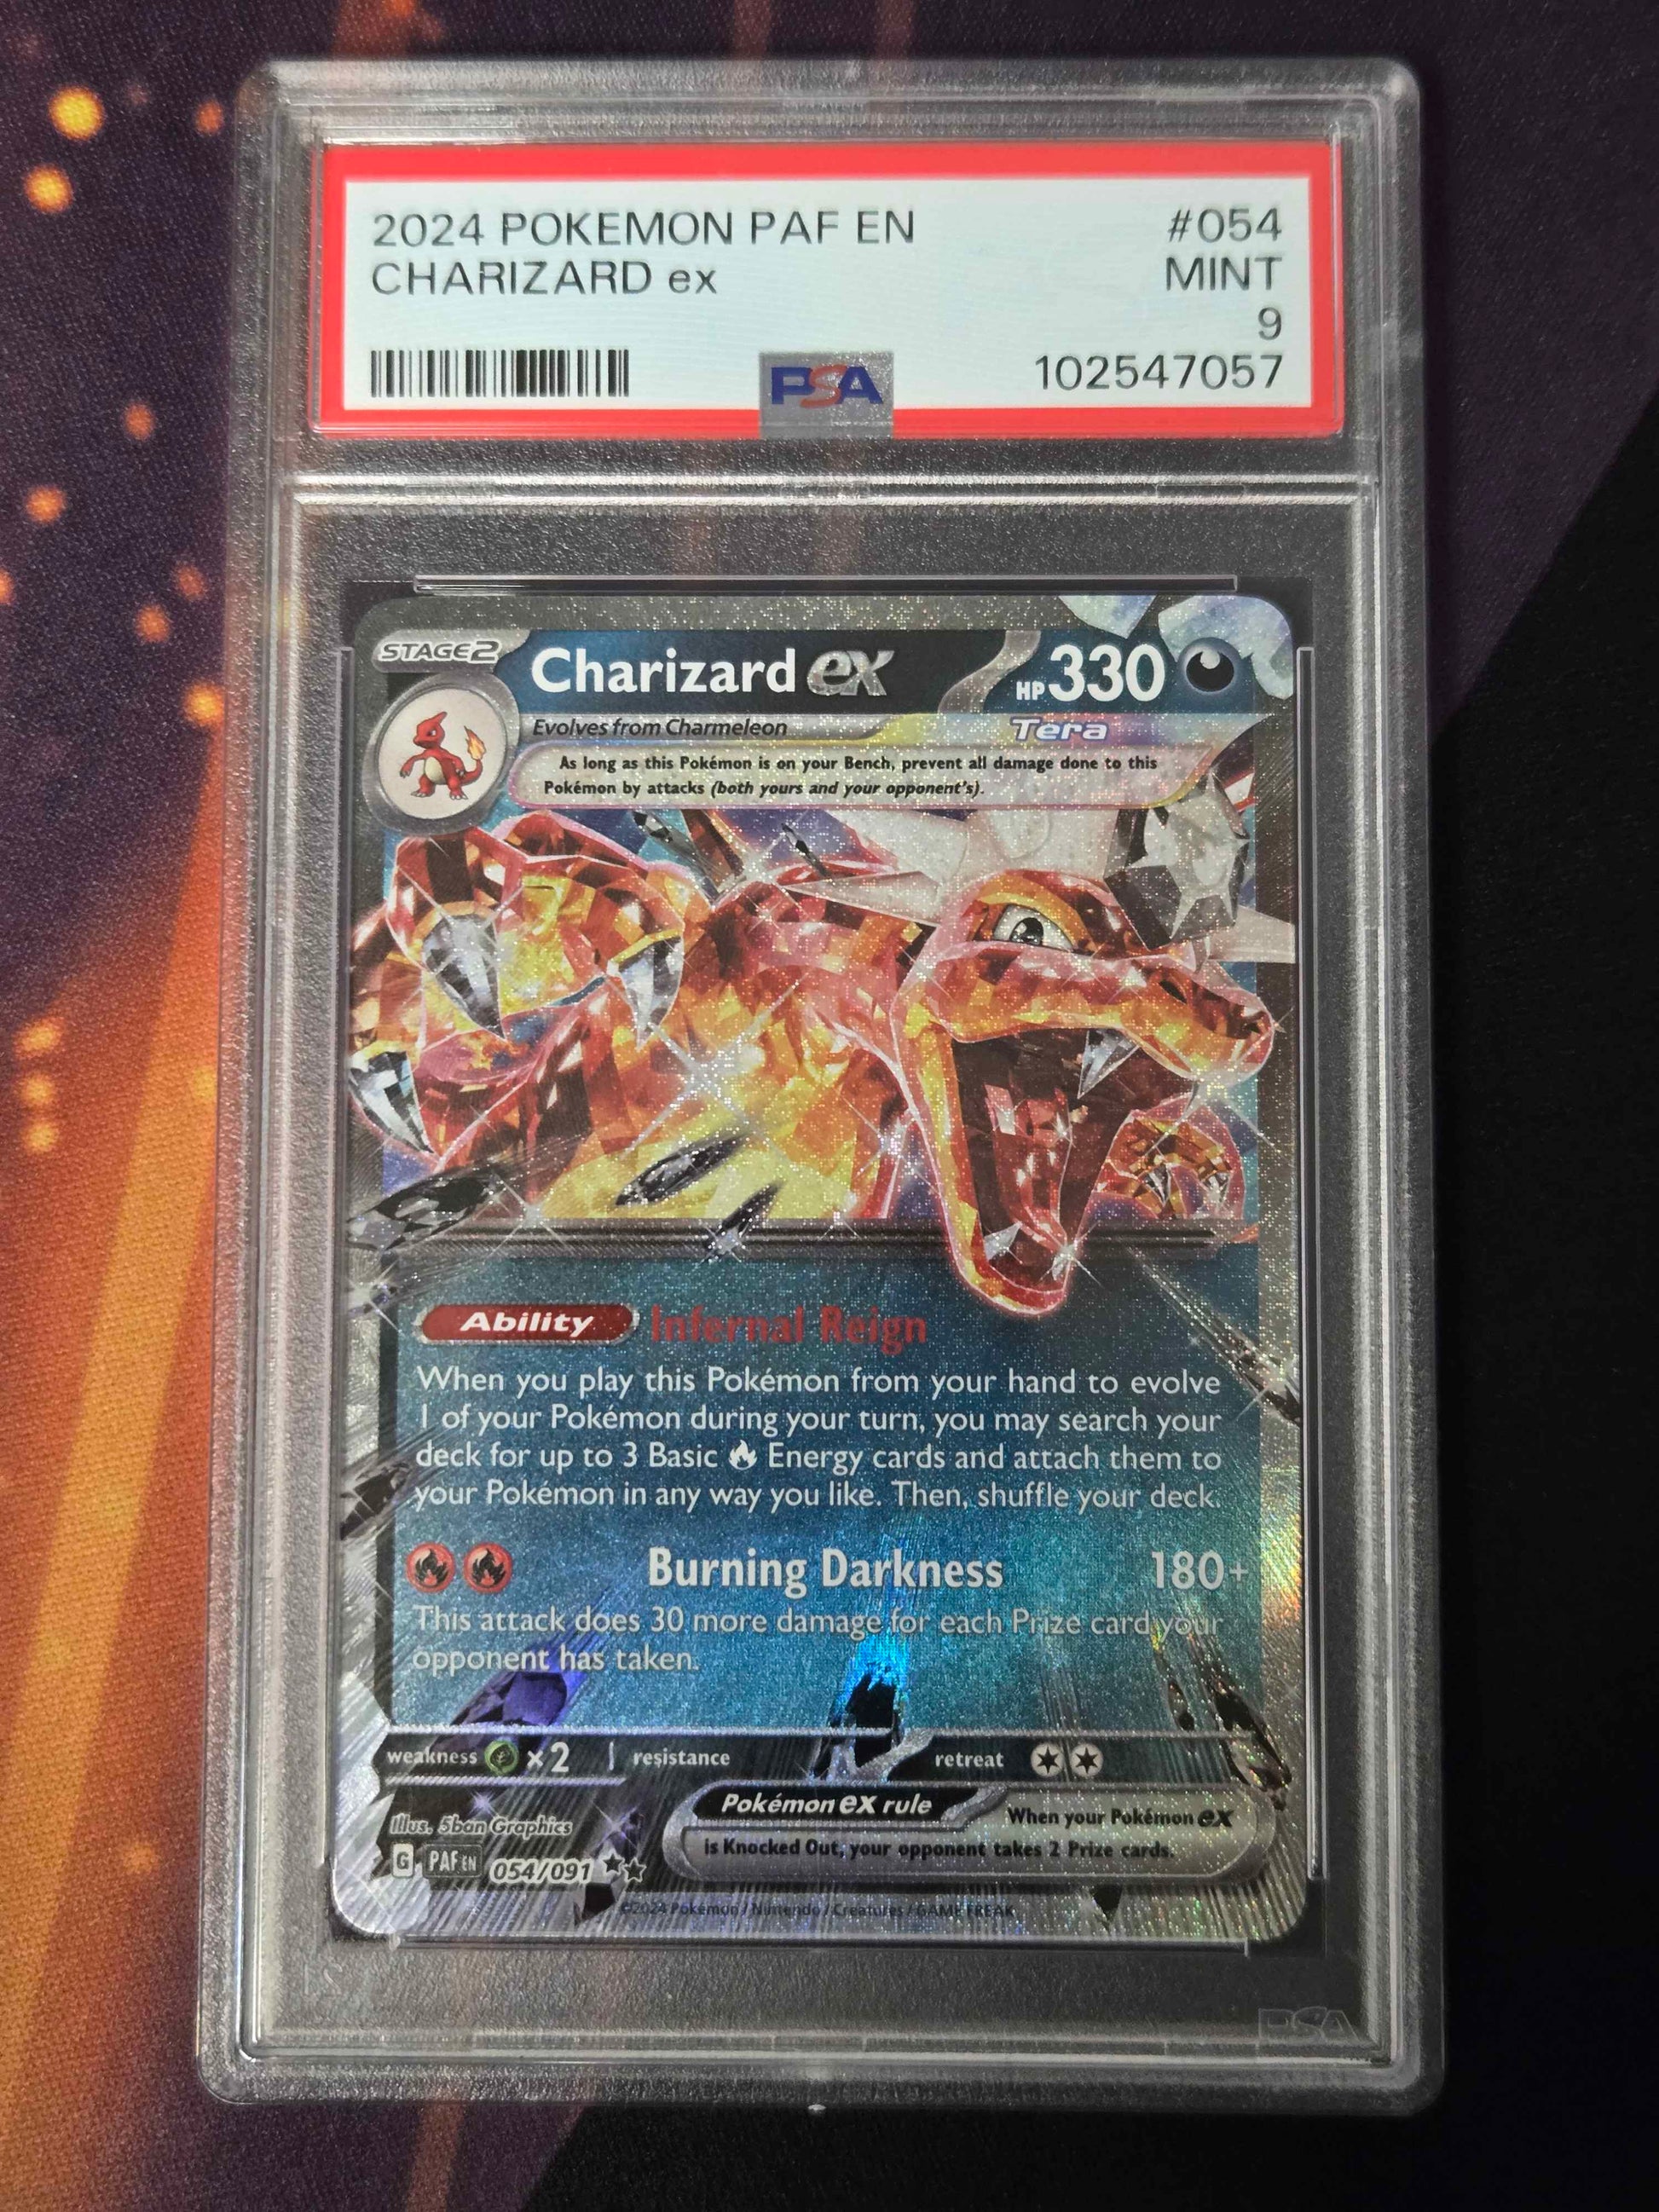 2024 POKEMON PAF EN #054
CHARIZARD ex MINT
9
PSA 102547057
STAGE2 Charizard ex HP 330
Evolves from Charmeleon Tera
As long as this Pokémon is on your Bench, prevent all damage done to this
Pokémon by attacks (both yours and your opponent's).
Ability Infernal Reign
When you play this Pokémon from your hand to evolve
1 of your Pokémon during your turn, you may search your
deck for up to 3 Basic Energy cards and attach them to
your Pokémon in any way you like. Then, shuffle your deck.
Burning Darkness 180+
This attack does 30 more damage for each Prize card your
opponent has taken.
weakness ×2 resistance retreat
Pokémon ex rule When your Pokémon ex
is Knocked Out, your opponent takes 2 Prize cards.
Illus. 5ban Graphics
G PAF EN 054/091
©2024 Pokémon / Nintendo / Creatures / GAME FREAK
PSA